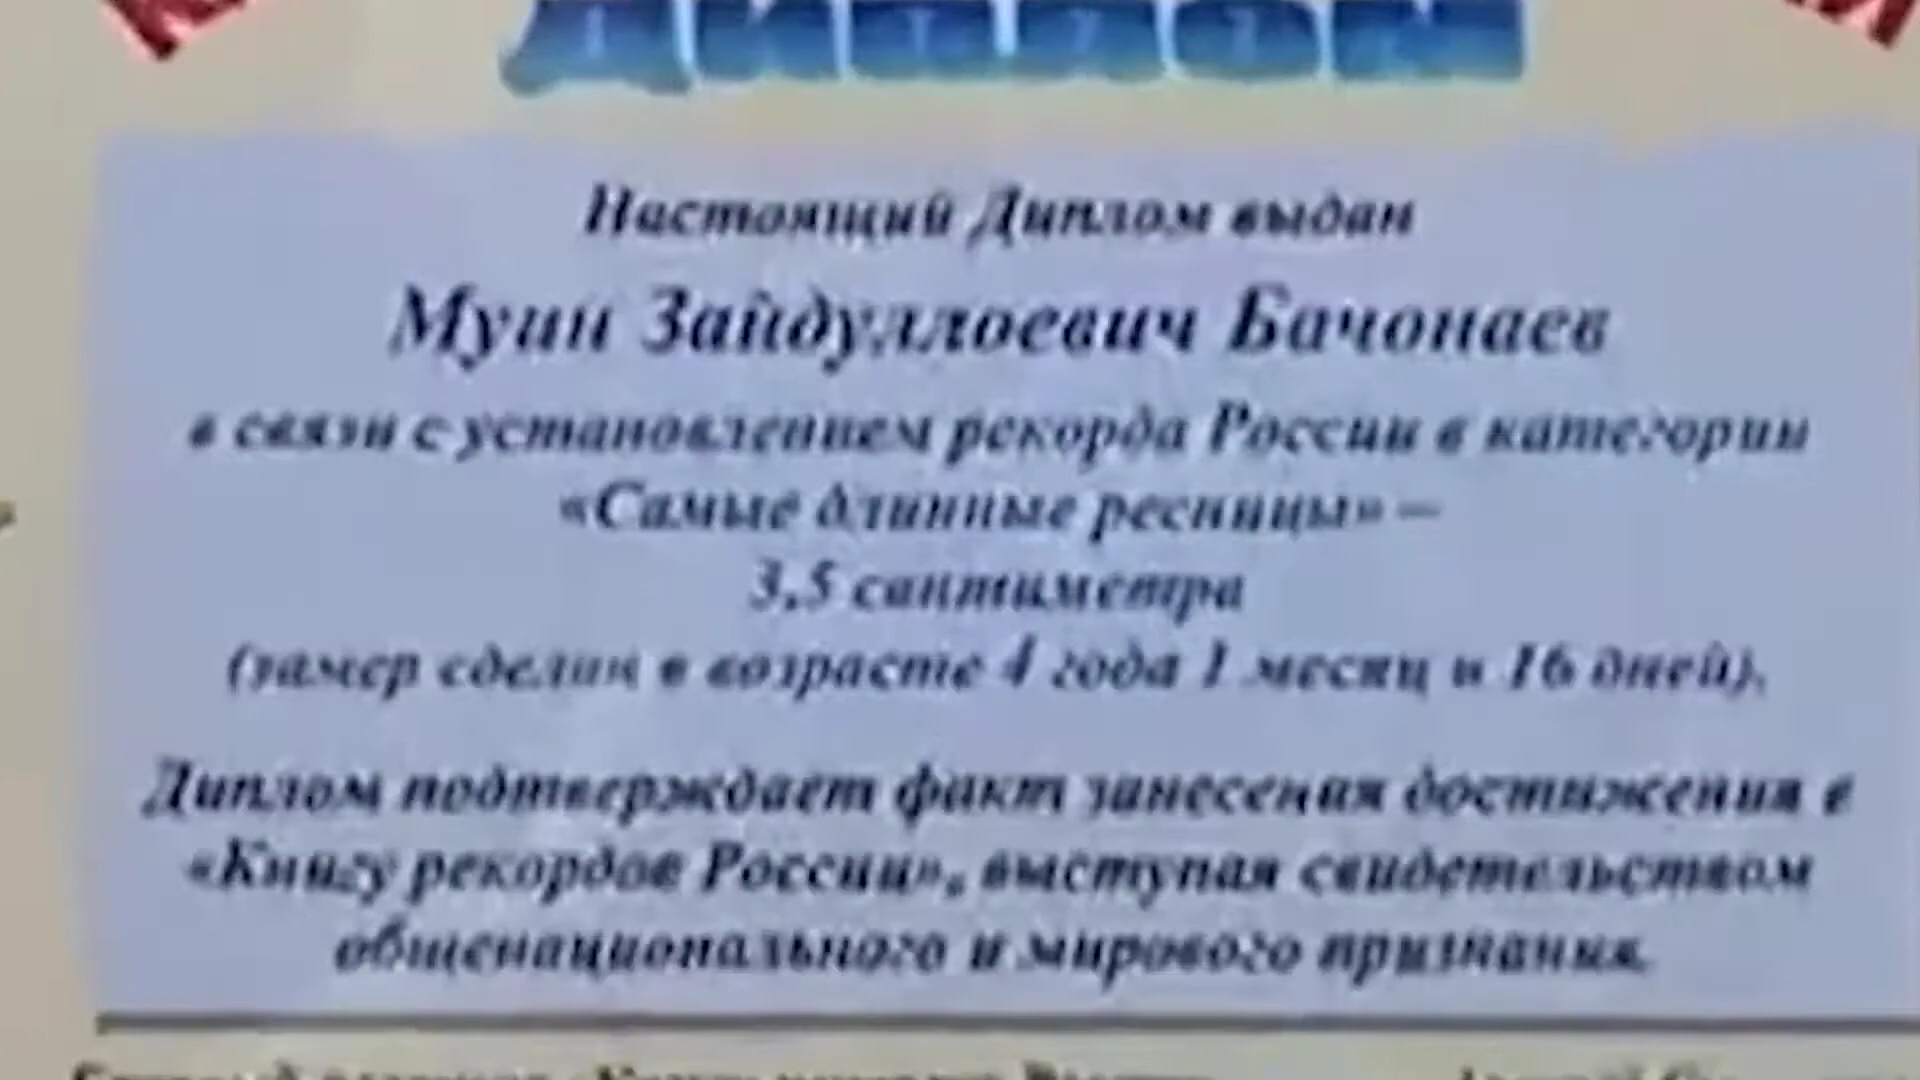 ДИПЛОМ
Настоящий Диплом выдан
Муин Зайдуллоевич Бачонаев
в связи с установлением рекорда России в категории
«Самые длинные ресницы» –
3,5 сантиметра
(замер сделан в возрасте 4 года 1 месяц и 16 дней).
Диплом подтверждает факт занесения достижения в
«Книгу рекордов России», выступая свидетельством
общенационального и мирового признания.